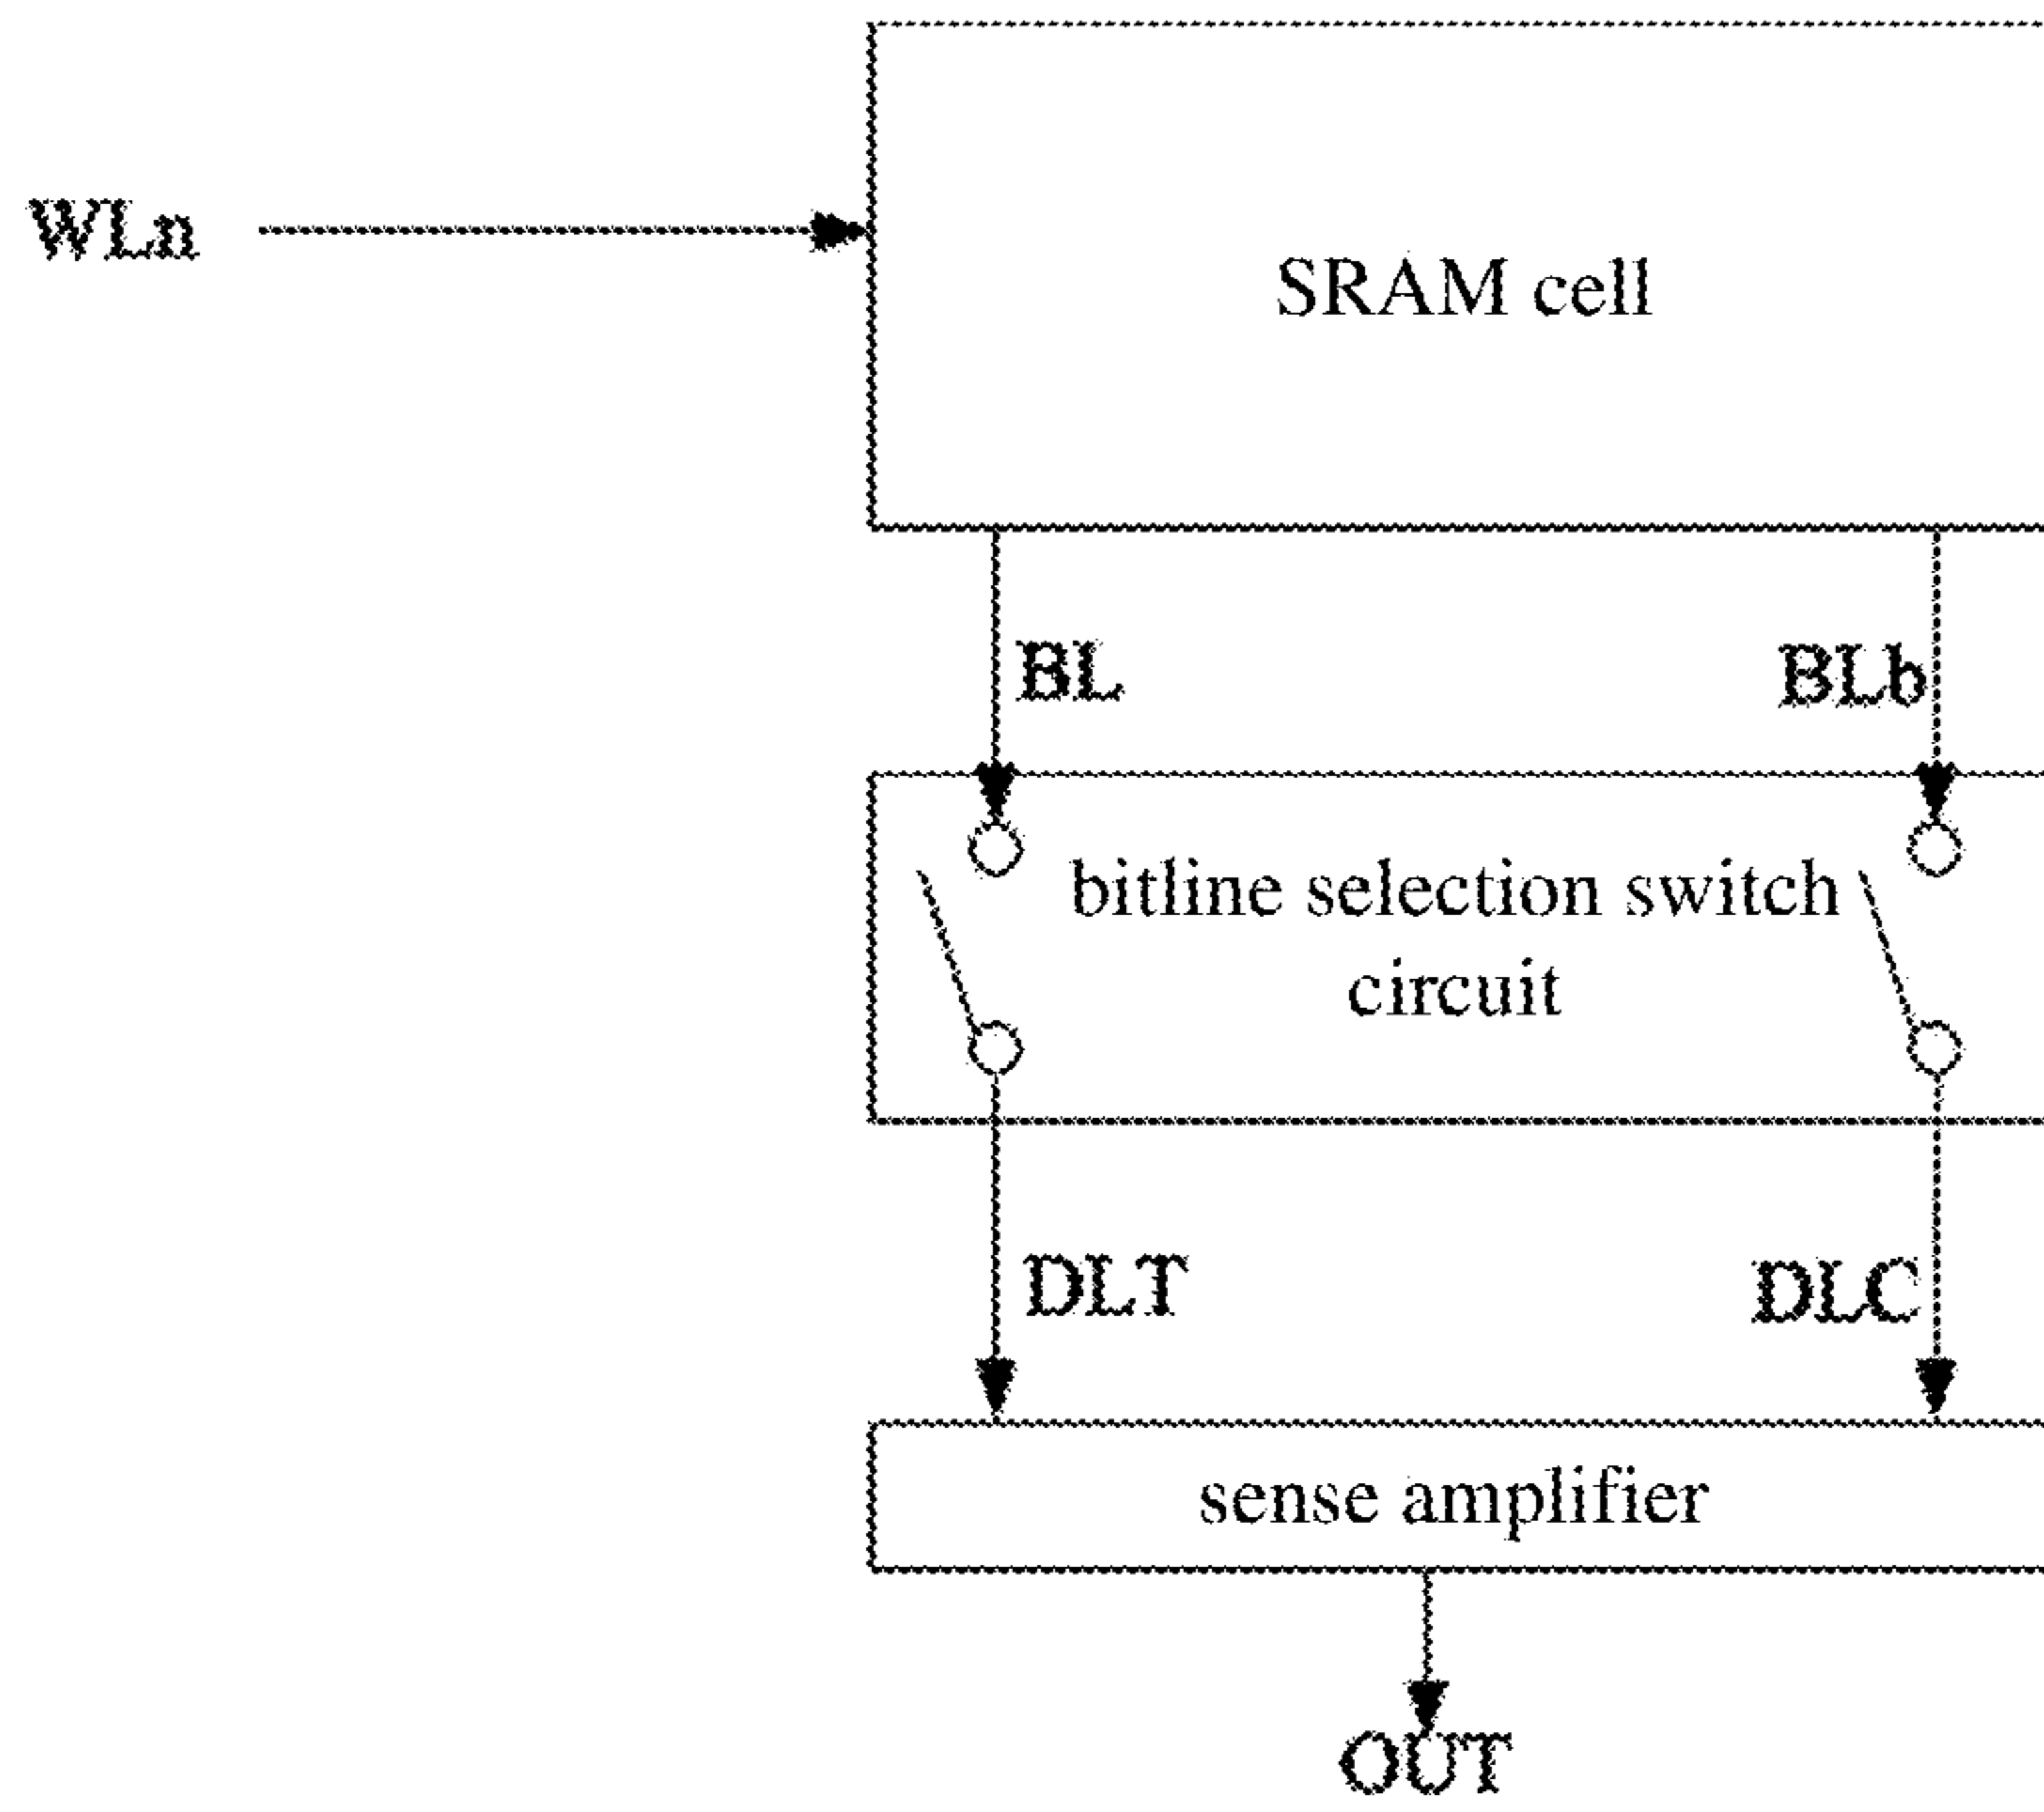 WLn
SRAM cell
BL
BLb
bitline selection switch
circuit
DLT
DLC
sense amplifier
OUT